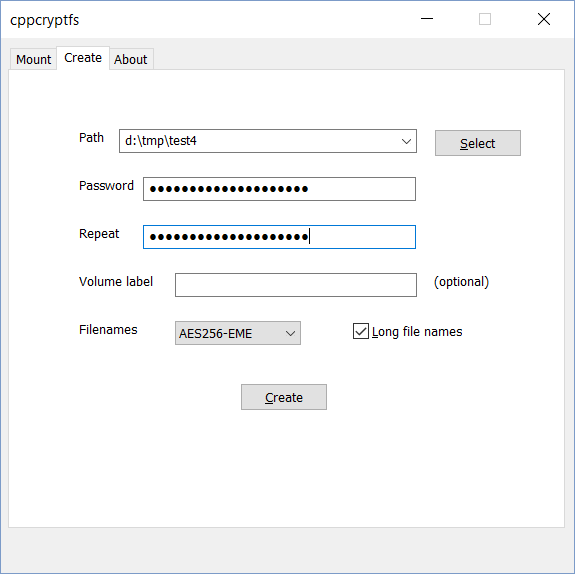 cppcryptfs
Mount Create About
Path d:\tmp\test4 Select
Password ●●●●●●●●●●●●●●●●●●●●
Repeat ●●●●●●●●●●●●●●●●●●●●
Volume label (optional)
Filenames AES256-EME Long file names
Create